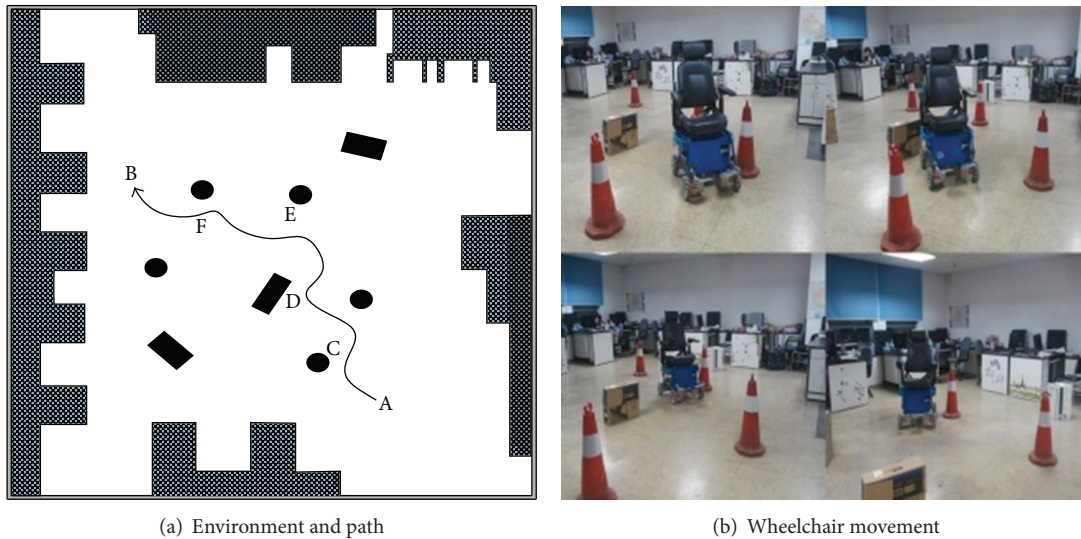 B
E
F
D
C
A
(a) Environment and path
(b) Wheelchair movement